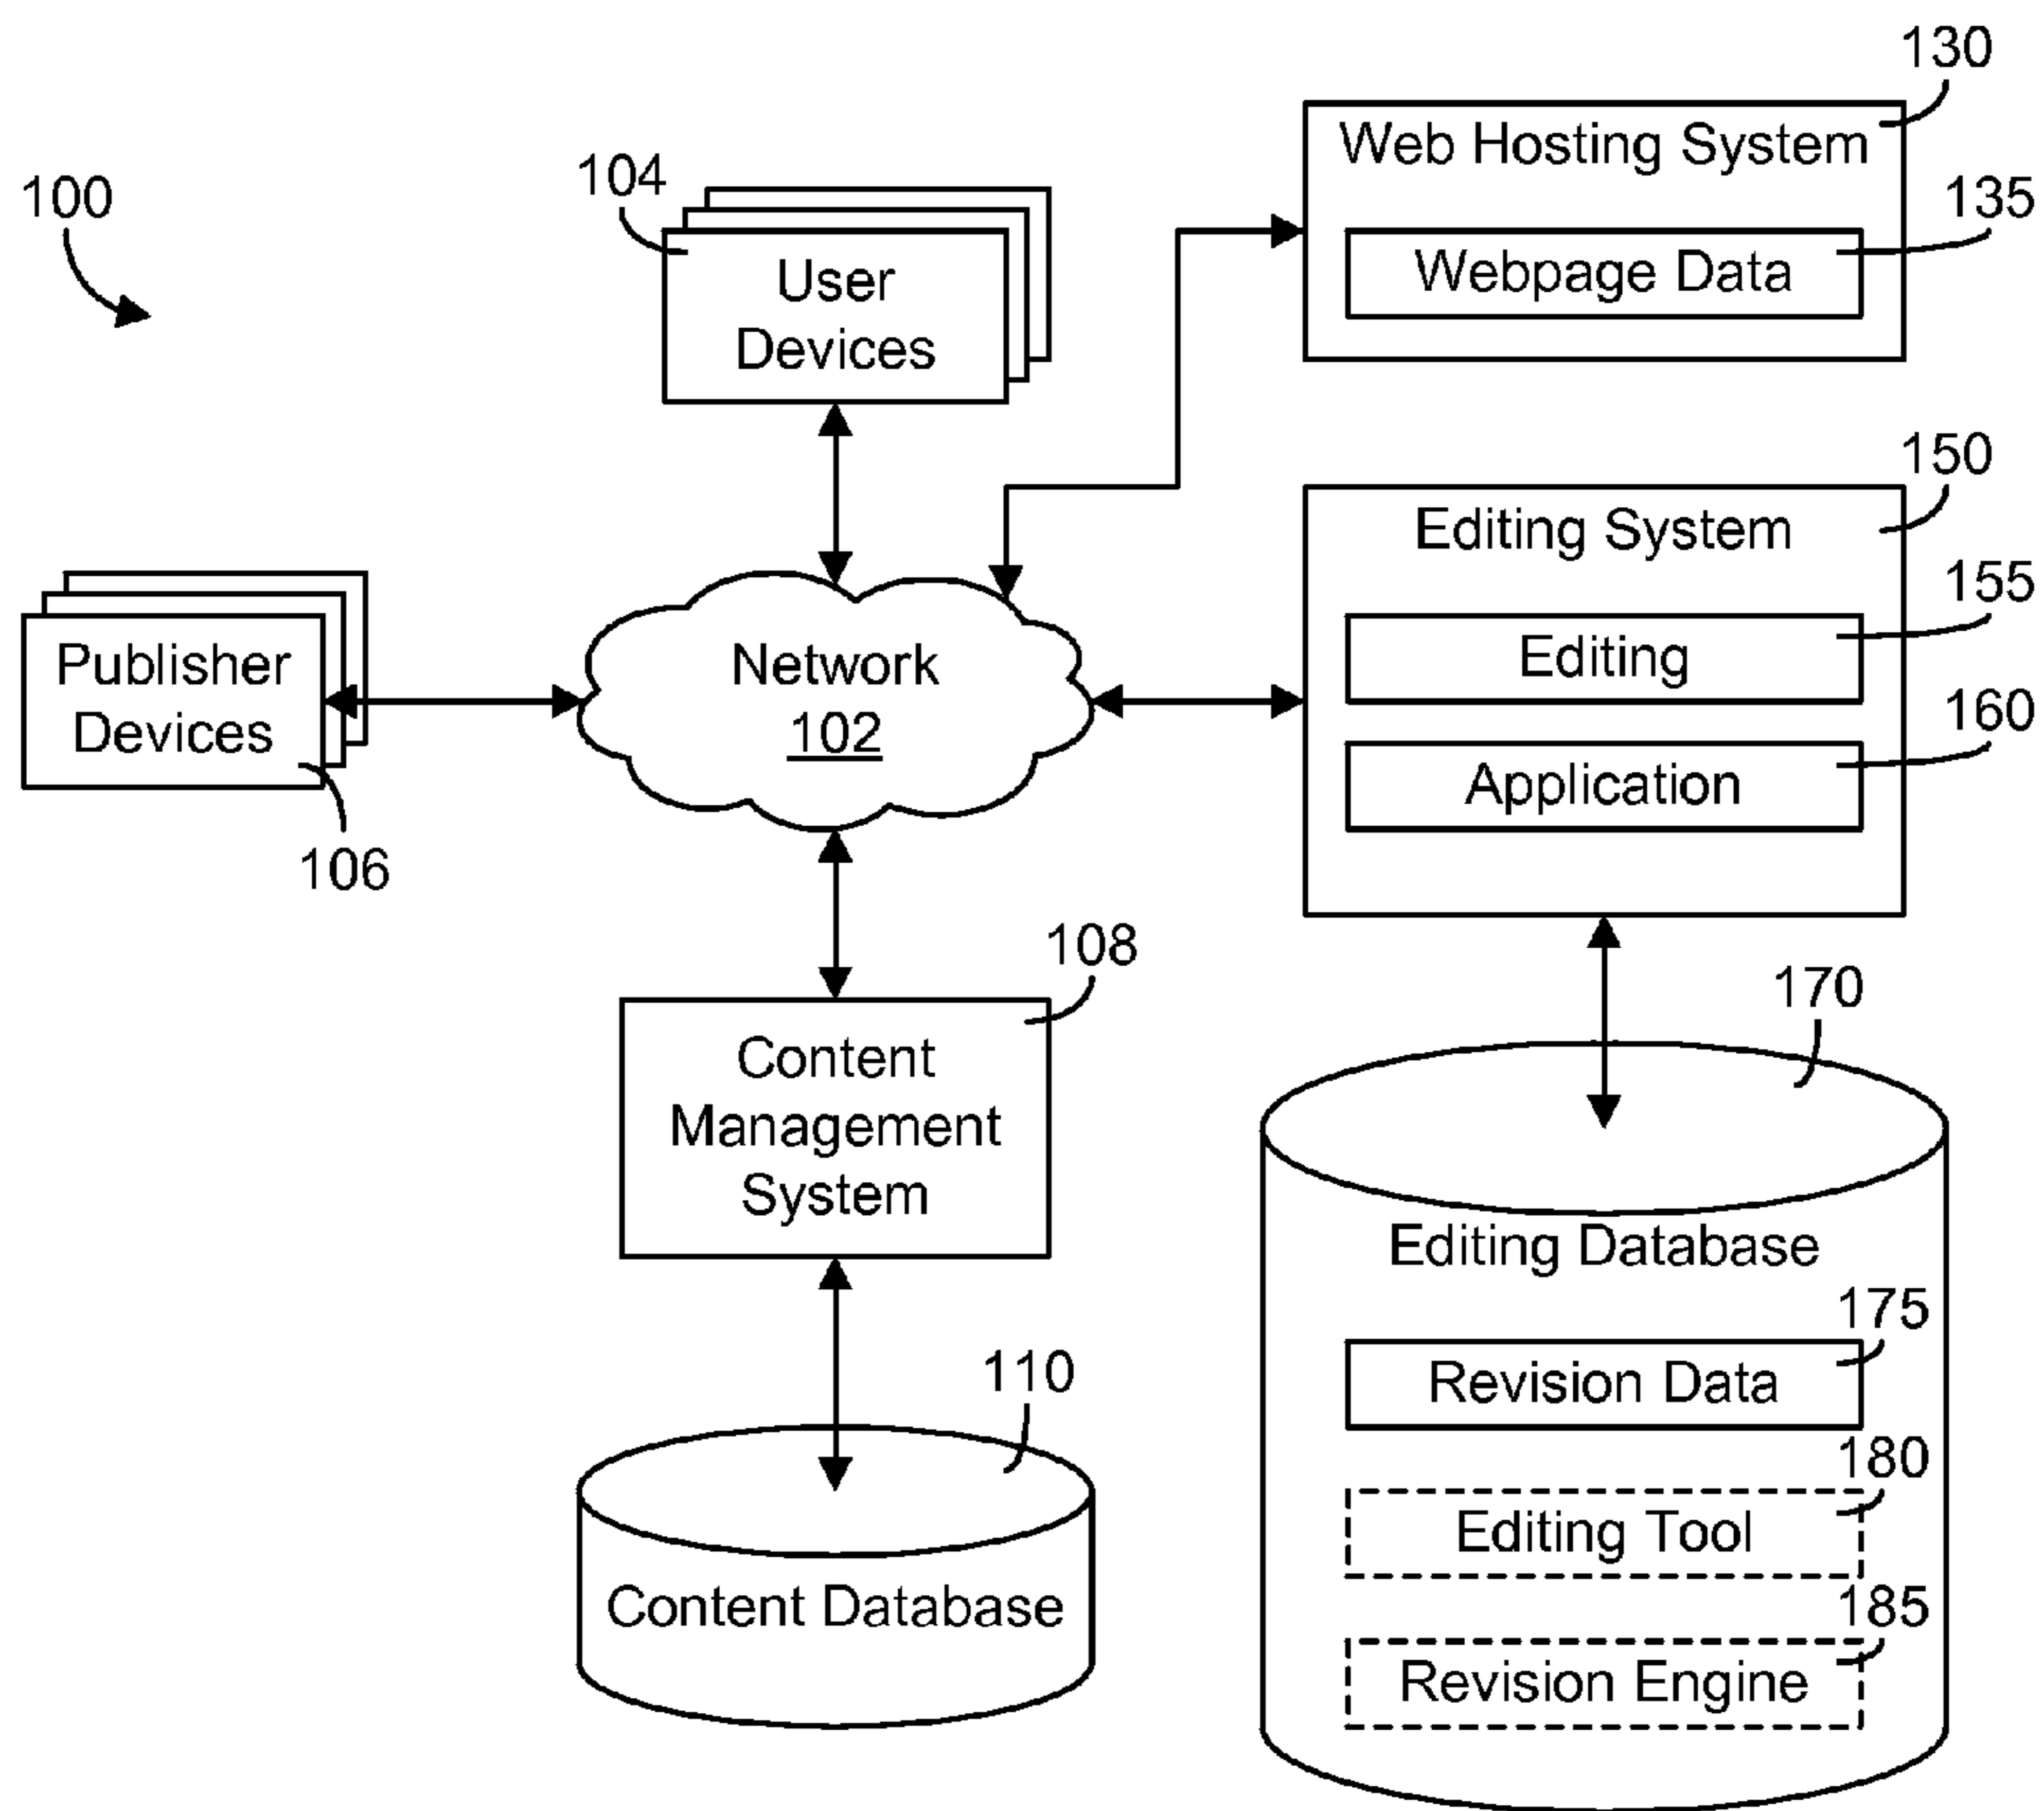 130
Web Hosting System
104
100
135
User
Devices
Webpage Data
150
Editing System
155
Publisher
Devices
Network
102
Editing
160
Application
106
108
170
Content
Management
System
Editing Database
175
110
Revision Data
180
Editing Tool
Content Database
185
Revision Engine